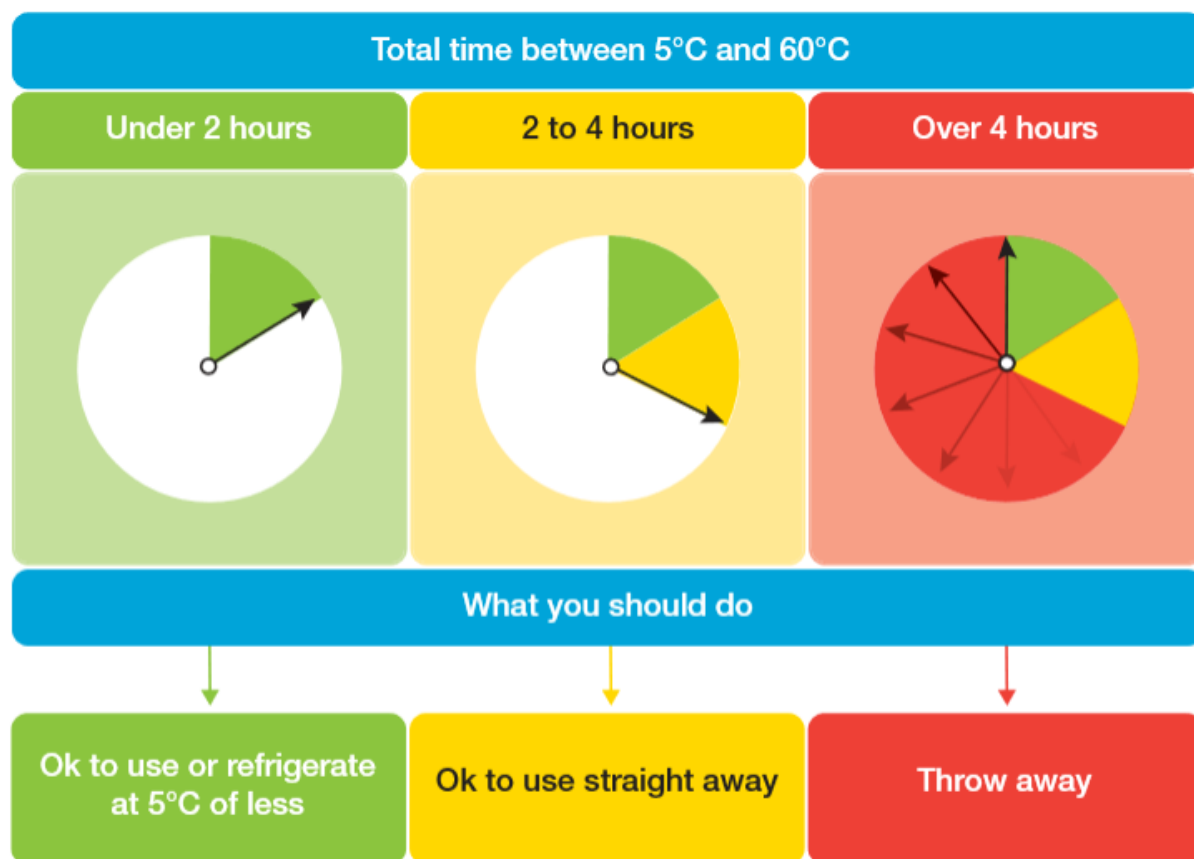 Total time between 5°C and 60°C
Under 2 hours
2 to 4 hours
Over 4 hours
What you should do
Ok to use or refrigerate
at 5°C of less
Ok to use straight away
Throw away